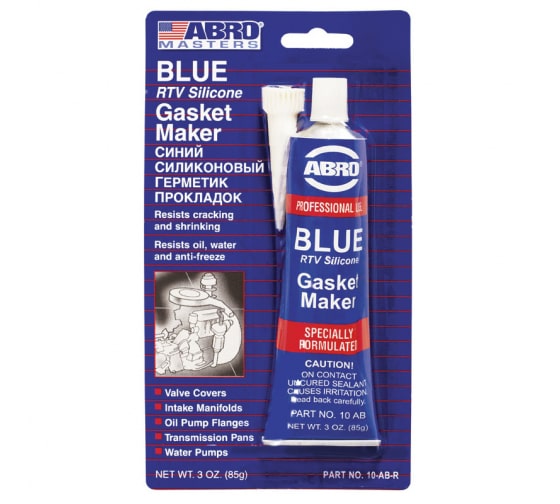 ABRO
MASTERS
BLUE
RTV Silicone
Gasket
Maker
СИНИЙ
СИЛИКОНОВЫЙ
ГЕРМЕТИК
ПРОКЛАДОК
Resists cracking
and shrinking
Resists oil, water
and anti-freeze
Valve Covers
Intake Manifolds
Oil Pump Flanges
Transmission Pans
Water Pumps
NET WT. 3 OZ. (85g)
PART NO. 10-AB-R
ABRO
PROFESSIONAL
BLUE
RTV Silicone
Gasket
Maker
SPECIALLY
FORMULATED
CAUTION!
ON CONTACT
UNCURED SEALANT
CAUSES IRRITATION
Read back carefully.
PART NO. 10 AB
NET WT. 3 OZ. (85g)